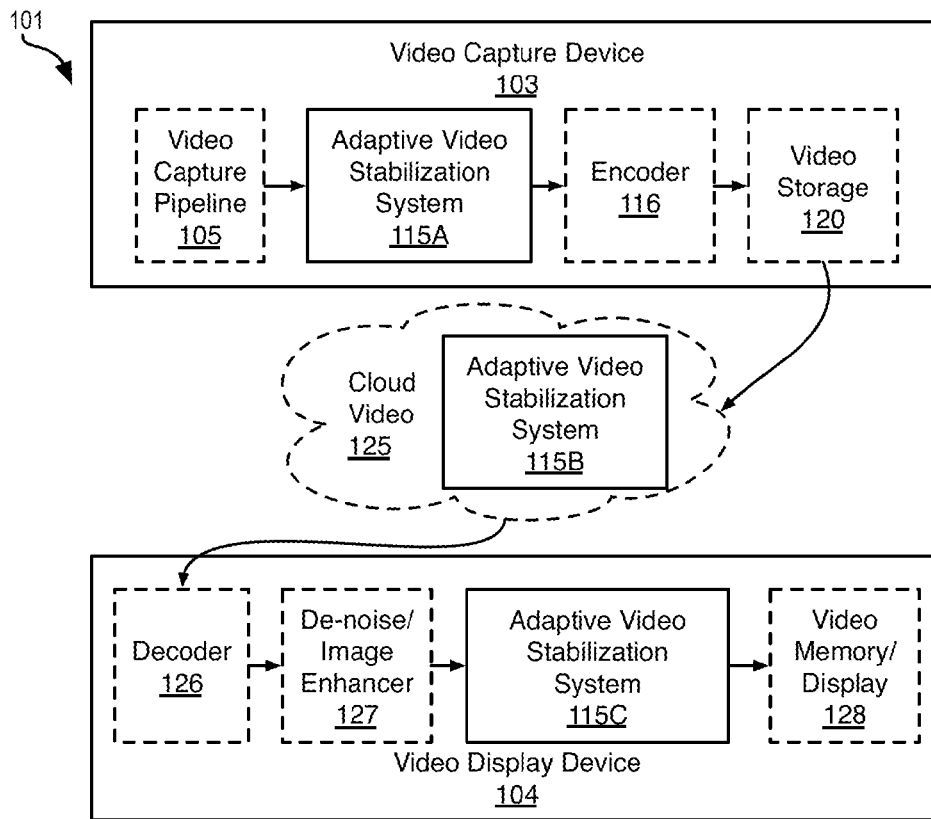 101
Video Capture Device
103
Video
Capture
Pipeline
105
Adaptive Video
Stabilization
System
115A
Encoder
116
Video
Storage
120
Cloud
Video
125
Adaptive Video
Stabilization
System
115B
Decoder
126
De-noise/
Image
Enhancer
127
Adaptive Video
Stabilization
System
115C
Video
Memory/
Display
128
Video Display Device
104